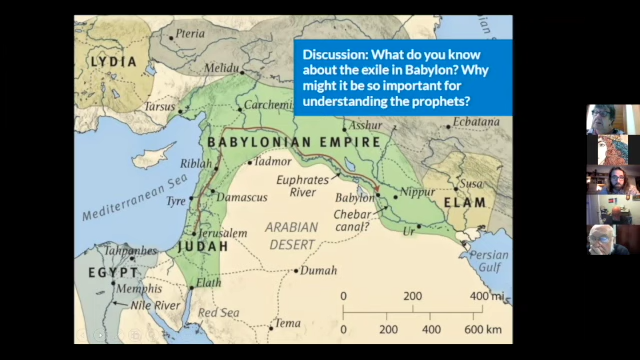 Discussion: What do you know
about the exile in Babylon? Why
might it be so important for
understanding the prophets?
Pteria
LYDIA
Melidu
Tarsus
Carchemi
Asshur
Ecbatana
BABYLONIAN EMPIRE
Riblah
Tadmor
Mediterranean Sea
Euphrates
River
Susa
Tyre
Damascus
Babylon
Nippur
ELAM
Chebar
canal?
ARABIAN
DESERT
Jerusalem
JUDAH
Ur
Tahpanhes
Persian
Gulf
EGYPT
Memphis
Elath
Dumah
Nile River
Red Sea
0 200 400 mi
0 200 400 600 km
Tema